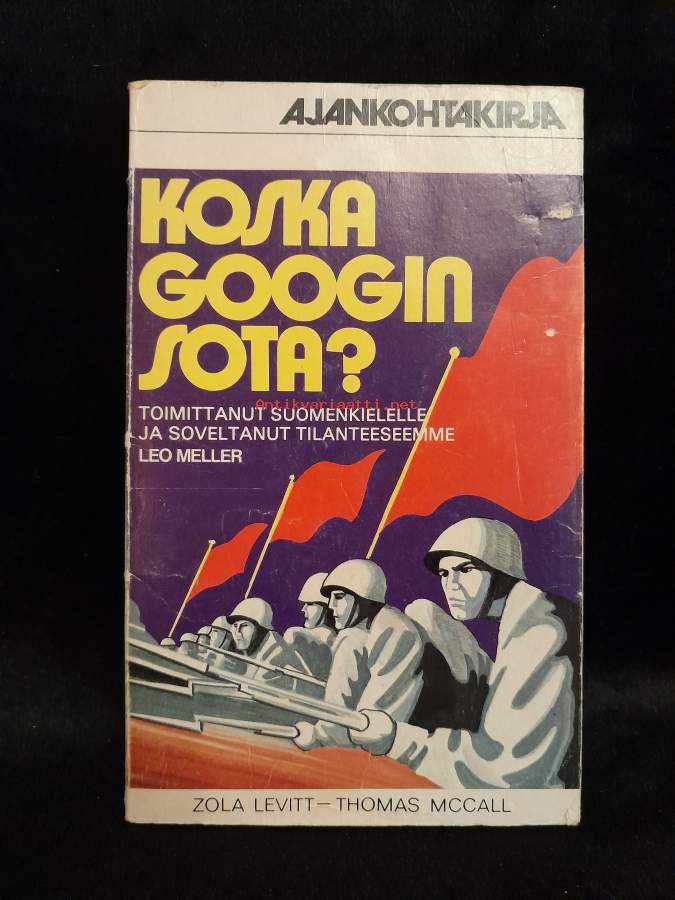 AJANKOHTAKIRJA
KOSKA
GOOGIN
SOTA?
Antikvariaatti.net
TOIMITTANUT SUOMENKIELELLE
JA SOVELTANUT TILANTEESEEMME
LEO MELLER
ZOLA LEVITT – THOMAS MCCALL